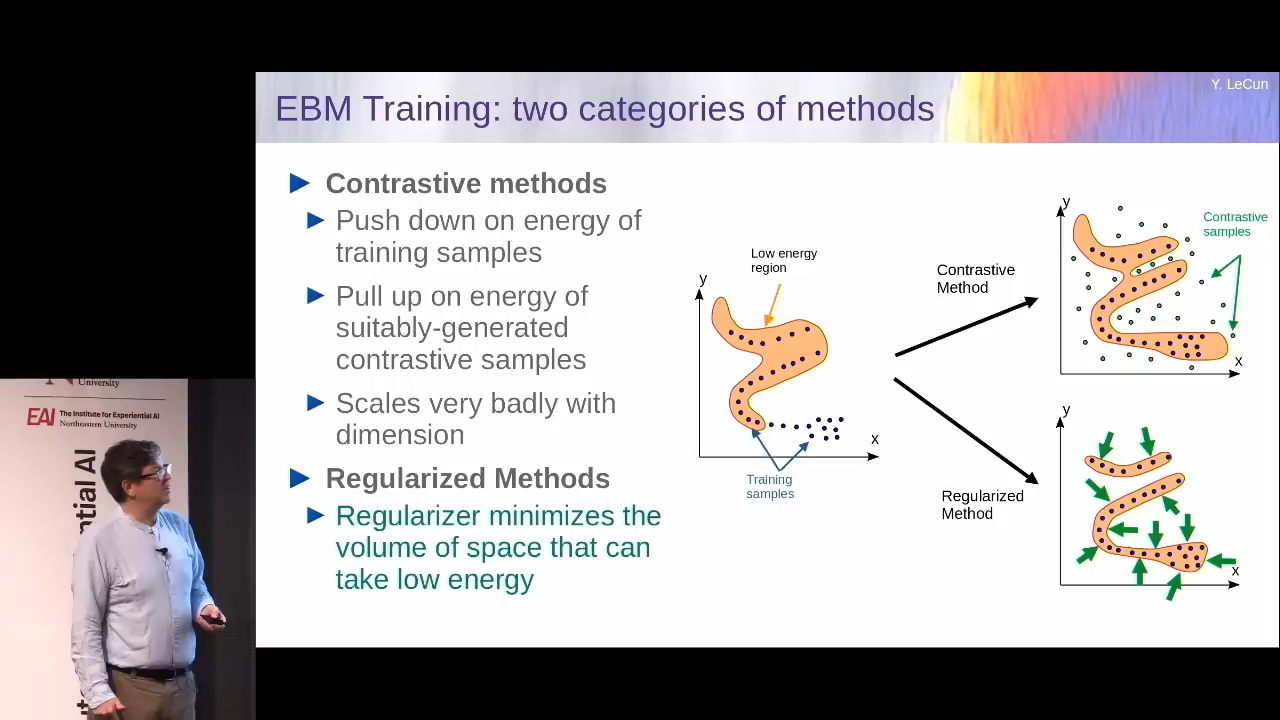 Y. LeCun
EBM Training: two categories of methods
Contrastive methods
Push down on energy of
training samples
Pull up on energy of
suitably-generated
contrastive samples
Scales very badly with
dimension
Regularized Methods
Regularizer minimizes the
volume of space that can
take low energy
Low energy
region
y
x
Training
samples
Contrastive
Method
Regularized
Method
y
Contrastive
samples
x
y
x
University
EAI The Institute for Experiential AI
Northeastern University
ntial AI